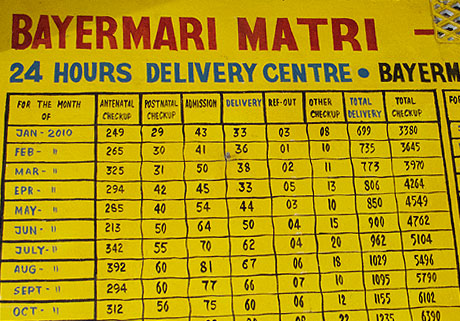 BAYERMARI MATRI -
24 HOURS DELIVERY CENTRE • BAYERM
FOR THE MONTH OF ANTENATAL CHECKUP POSTNATAL CHECKUP ADMISSION DELIVERY REF-OUT OTHER CHECKUP TOTAL DELIVERY TOTAL CHECKUP
JAN-2010 249 29 43 33 03 08 699 3380
FEB- " 265 30 41 36 01 10 735 3645
MAR- " 325 31 50 38 02 11 773 3970
EPR- " 294 42 45 33 05 13 806 4264
MAY- " 285 40 54 44 03 10 850 4549
JUN- " 213 50 64 50 04 15 900 4762
JULY- " 342 55 70 62 04 20 962 5104
AUG- " 392 60 81 67 06 18 1029 5496
SEPT- " 294 60 77 66 07 10 1095 5790
OCT- " 312 56 75 60 6 12 1155 6102
1235 6390